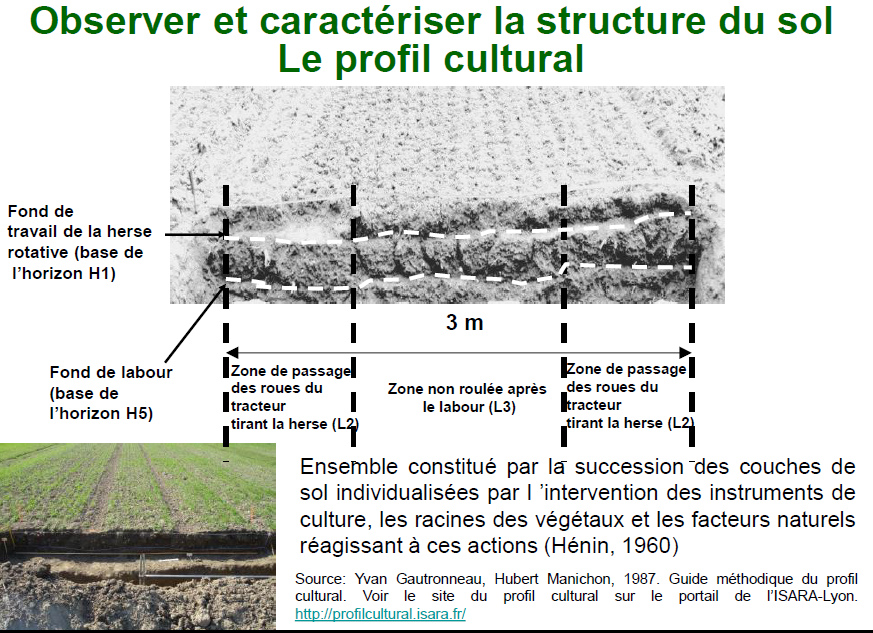 Observer et caractériser la structure du sol
Le profil cultural
Fond de
travail de la herse
rotative (base de
l’horizon H1)
3 m
Fond de labour
(base de
l’horizon H5)
Zone de passage
des roues du
tracteur
tirant la herse (L2)
Zone non roulée après
le labour (L3)
Zone de passage
des roues du
tracteur
tirant la herse (L2)
Ensemble constitué par la succession des couches de
sol individualisées par l ’intervention des instruments de
culture, les racines des végétaux et les facteurs naturels
réagissant à ces actions (Hénin, 1960)
Source: Yvan Gautronneau, Hubert Manichon, 1987. Guide méthodique du profil
cultural. Voir le site du profil cultural sur le portail de l’ISARA-Lyon.
http://profilcultural.isara.fr/